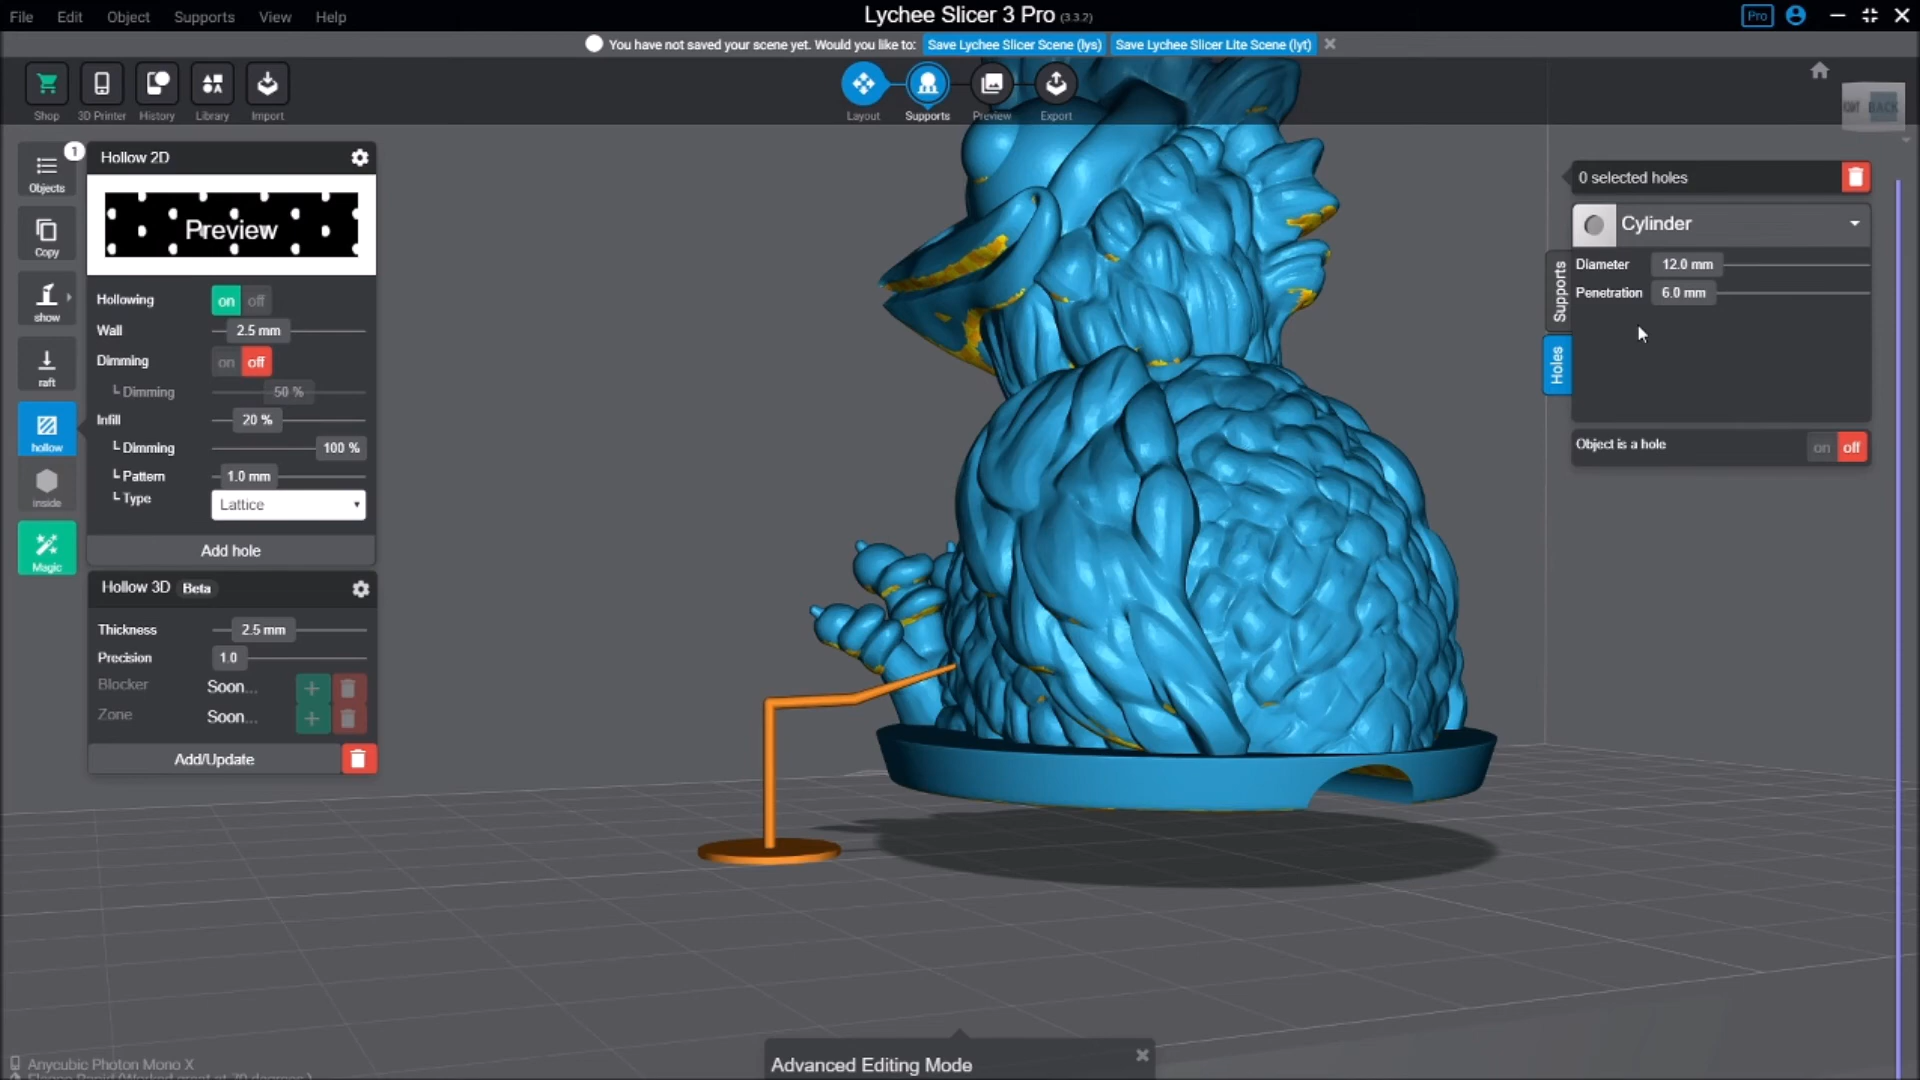 File Edit Object Supports View Help
Lychee Slicer 3 Pro (3.3.2)
Pro
You have not saved your scene yet. Would you like to: Save Lychee Slicer Scene (lys) Save Lychee Slicer Lite Scene (lyt)
Shop 3D Printer History Library Import
Layout Supports Preview Export
BACK
1
Objects
Copy
show
raft
hollow
inside
Magic
Hollow 2D
Preview
Hollowing on off
Wall 2.5 mm
Dimming on off
Dimming 50 %
Infill 20 %
Dimming 100 %
Pattern 1.0 mm
Type Lattice
Add hole
Hollow 3D Beta
Thickness 2.5 mm
Precision 1.0
Blocker Soon...
Zone Soon...
Add/Update
0 selected holes
Cylinder
Diameter 12.0 mm
Penetration 6.0 mm
Supports
Holes
Object is a hole on off
Advanced Editing Mode
Anycubic Photon Mono X